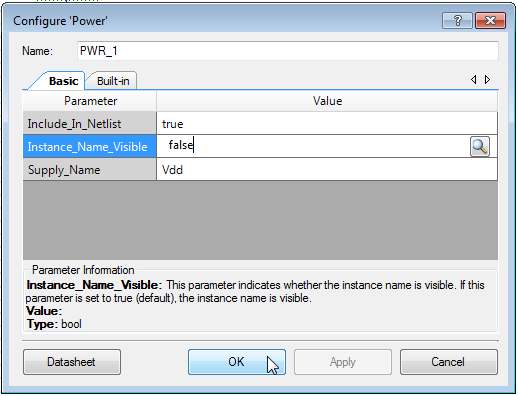 Configure 'Power'
Name: PWR_1
Basic Built-in
Parameter Value
Include_In_Netlist true
Instance_Name_Visible false
Supply_Name Vdd
Parameter Information
Instance_Name_Visible: This parameter indicates whether the instance name is visible. If this
parameter is set to true (default), the instance name is visible.
Value:
Type: bool
Datasheet OK Apply Cancel